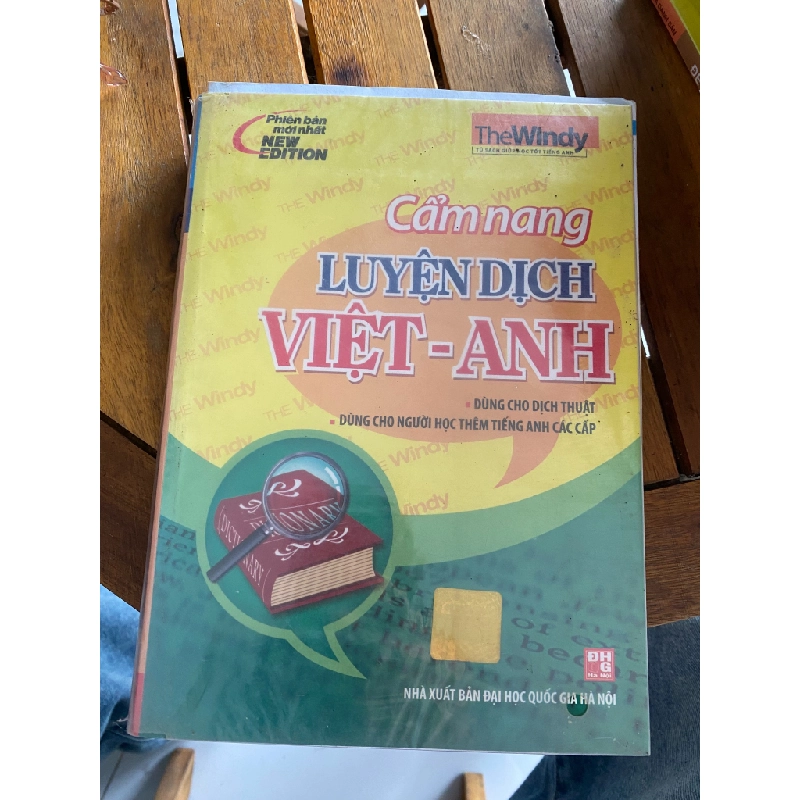 Phiên bản
mới nhất
NEW
EDITION
TheWindy
Cẩm nang
LUYỆN DỊCH
VIỆT - ANH
DÙNG CHO DỊCH THUẬT
DÙNG CHO NGƯỜI HỌC THÊM TIẾNG ANH CÁC CẤP
DICTIONARY
ĐH
G
HÀ NỘI
NHÀ XUẤT BẢN ĐẠI HỌC QUỐC GIA HÀ NỘI